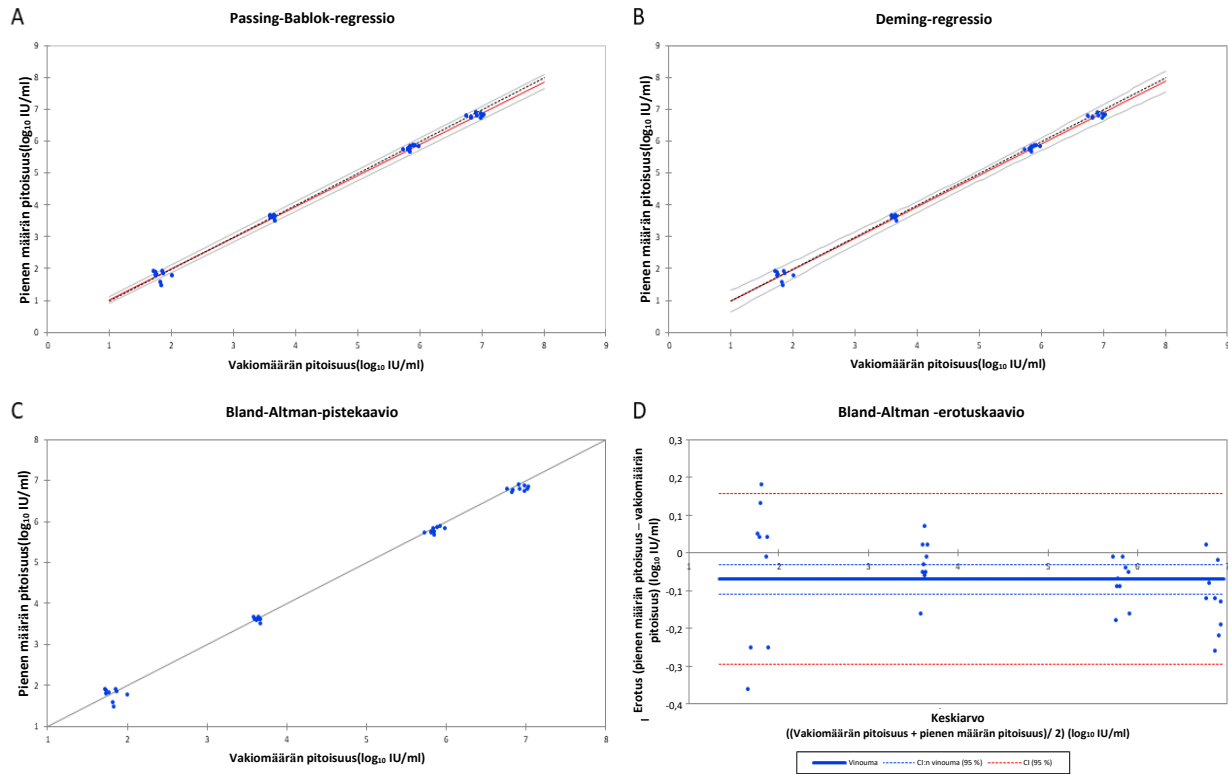 A
Passing-Bablok-regressio
Pienen määrän pitoisuus(log₁₀ IU/ml)
9
8
7
6
5
4
3
2
1
0
0 1 2 3 4 5 6 7 8 9
Vakiomäärän pitoisuus(log₁₀ IU/ml)
B
Deming-regressio
Pienen määrän pitoisuus(log₁₀ IU/ml)
9
8
7
6
5
4
3
2
1
0
0 1 2 3 4 5 6 7 8 9
Vakiomäärän pitoisuus(log₁₀ IU/ml)
C
Bland-Altman-pistekaavio
Pienen määrän pitoisuus(log₁₀ IU/ml)
8
7
6
5
4
3
2
1
1 2 3 4 5 6 7 8
Vakiomäärän pitoisuus(log₁₀ IU/ml)
D
Bland-Altman -erotuskaavio
Erotus (pienen määrän pitoisuus – vakiomäärän
pitoisuus) (log₁₀ IU/ml)
0,3
0,2
0,1
0
-0,1
-0,2
-0,3
-0,4
1 2 3 4 5 6 7
Keskiarvo
((Vakiomäärän pitoisuus + pienen määrän pitoisuus)/ 2) (log₁₀ IU/ml)
Vinouma CI:n vinouma (95 %) CI (95 %)